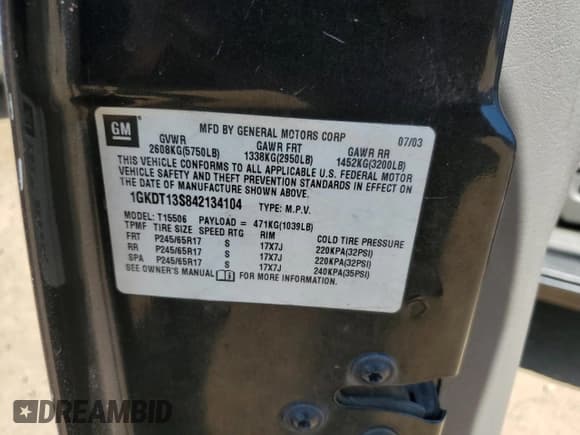 GM
MFD BY GENERAL MOTORS CORP 07/03
GVWR GAWR FRT GAWR RR
2608KG(5750LB) 1338KG(2950LB) 1452KG(3200LB)
THIS VEHICLE CONFORMS TO ALL APPLICABLE U.S. FEDERAL MOTOR
VEHICLE SAFETY AND THEFT PREVENTION STANDARDS IN EFFECT ON
THE DATE OF MANUFACTURE SHOWN ABOVE.
1GKDT13S842134104 TYPE: M.P.V.
MODEL: T15506 PAYLOAD = 471KG(1039LB)
TPMF TIRE SIZE SPEED RTG RIM COLD TIRE PRESSURE
FRT P245/65R17 S 17X7J 220KPA(32PSI)
RR P245/65R17 S 17X7J 220KPA(32PSI)
SPA P245/65R17 S 17X7J 240KPA(35PSI)
SEE OWNER'S MANUAL FOR MORE INFORMATION.
DREAMBID